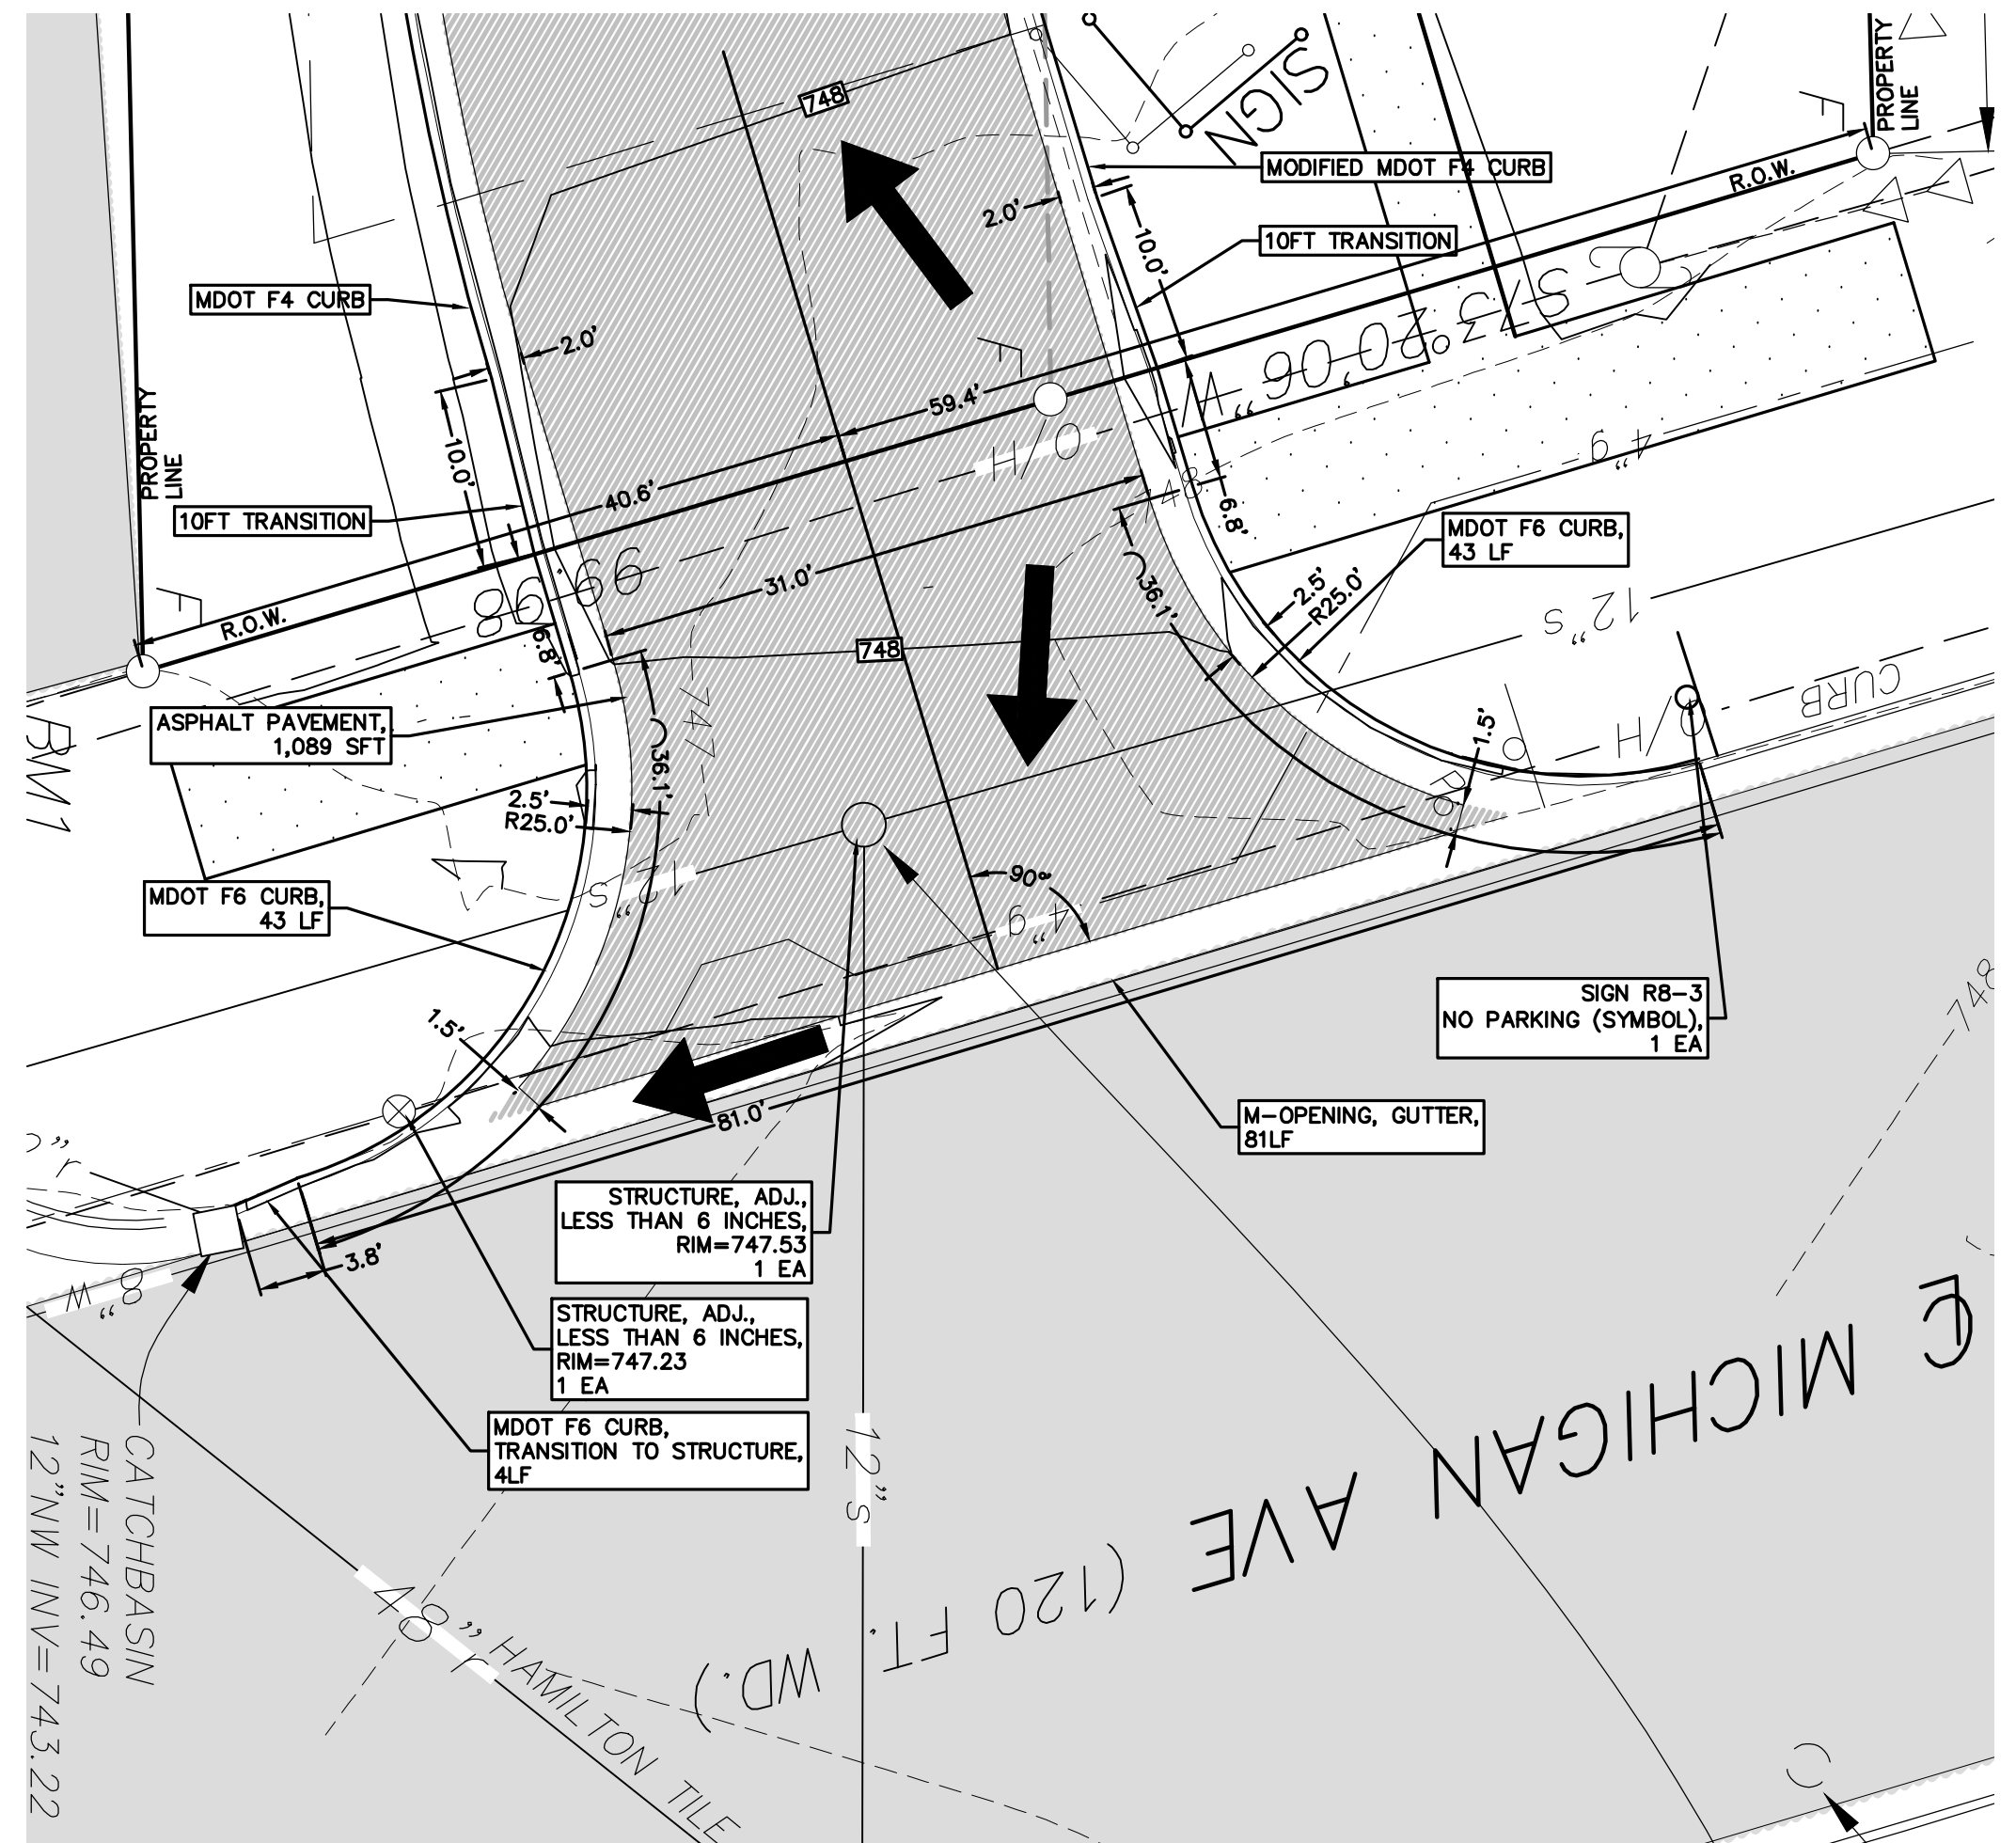 748
SIGN
PROPERTY
LINE
MODIFIED MDOT F4 CURB
R.O.W.
2.0'
10.0'
10FT TRANSITION
MDOT F4 CURB
2.0'
S 73°20'06" W
59.4'
PROPERTY
LINE
10.0'
40.6'
O/H
4" g
748
10FT TRANSITION
6.8'
MDOT F6 CURB,
43 LF
99.98
31.0'
36.1'
2.5'
R25.0'
12" S
R.O.W.
6.8'
748
CURB
O/H
BM 1
ASPHALT PAVEMENT,
1,089 SFT
747
36.1'
1.5'
2.5'
R25.0'
12" S
90°
4" g
MDOT F6 CURB,
43 LF
SIGN R8-3
NO PARKING (SYMBOL),
1 EA
748
1.5'
81.0'
M-OPENING, GUTTER,
81LF
STRUCTURE, ADJ.,
LESS THAN 6 INCHES,
RIM=747.53
1 EA
3.8'
8" W
STRUCTURE, ADJ.,
LESS THAN 6 INCHES,
RIM=747.23
1 EA
MDOT F6 CURB,
TRANSITION TO STRUCTURE,
4LF
CATCHBASIN
RIM=746.49
12"NW INV=743.22
12" S
℄ MICHIGAN AVE (120 FT. WD.)
48" r
HAMILTON TILE